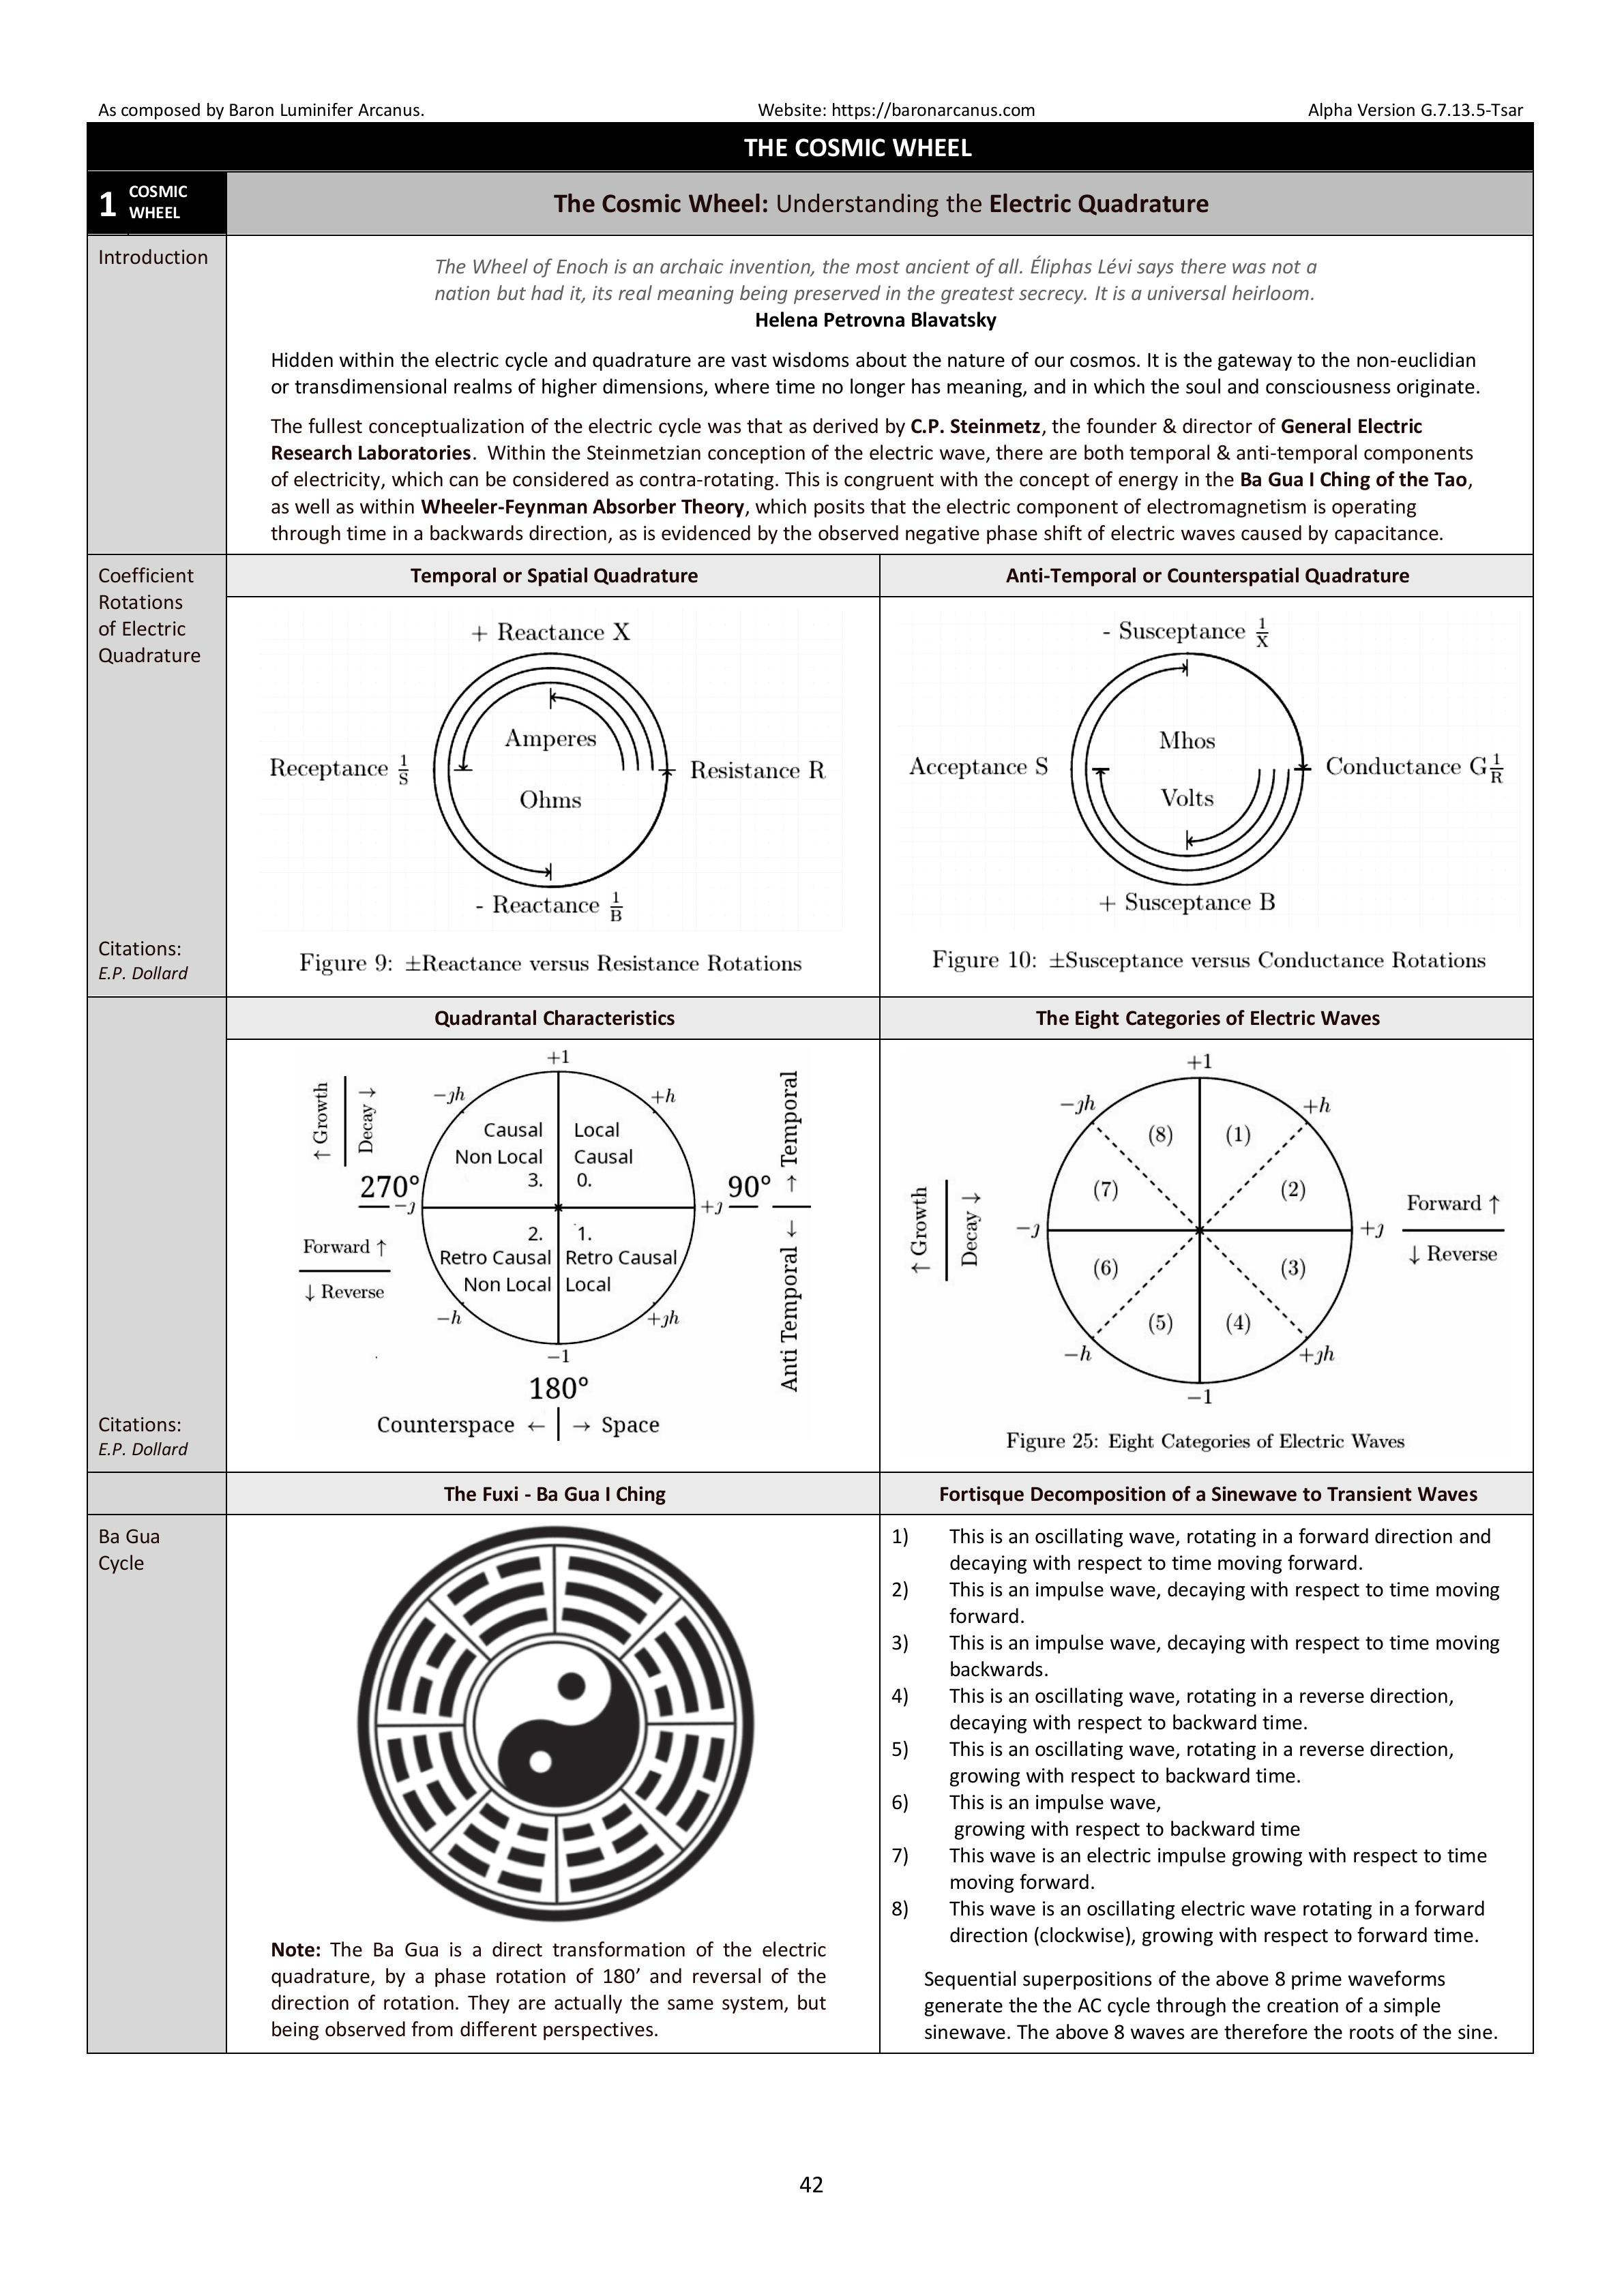 As composed by Baron Luminifer Arcanus. Website: https://baronarcanus.com Alpha Version G.7.13.5-Tsar
THE COSMIC WHEEL
1 COSMIC WHEEL
The Cosmic Wheel: Understanding the Electric Quadrature
Introduction
The Wheel of Enoch is an archaic invention, the most ancient of all. Éliphas Lévi says there was not a
nation but had it, its real meaning being preserved in the greatest secrecy. It is a universal heirloom.
Helena Petrovna Blavatsky
Hidden within the electric cycle and quadrature are vast wisdoms about the nature of our cosmos. It is the gateway to the non-euclidian
or transdimensional realms of higher dimensions, where time no longer has meaning, and in which the soul and consciousness originate.
The fullest conceptualization of the electric cycle was that as derived by C.P. Steinmetz, the founder & director of General Electric
Research Laboratories. Within the Steinmetzian conception of the electric wave, there are both temporal & anti-temporal components
of electricity, which can be considered as contra-rotating. This is congruent with the concept of energy in the Ba Gua I Ching of the Tao,
as well as within Wheeler-Feynman Absorber Theory, which posits that the electric component of electromagnetism is operating
through time in a backwards direction, as is evidenced by the observed negative phase shift of electric waves caused by capacitance.
Coefficient
Rotations
of Electric
Quadrature
Citations:
E.P. Dollard
Temporal or Spatial Quadrature
+ Reactance X
Amperes
Receptance 1/S
Resistance R
Ohms
- Reactance 1/B
Figure 9: ±Reactance versus Resistance Rotations
Anti-Temporal or Counterspatial Quadrature
- Susceptance 1/X
Mhos
Acceptance S
Conductance G 1/R
Volts
+ Susceptance B
Figure 10: ±Susceptance versus Conductance Rotations
Citations:
E.P. Dollard
Quadrantal Characteristics
+1
−jh
+h
↑ Growth
Decay →
Causal
Non Local
3.
Local
Causal
0.
270°
−j
90°
+j
Anti Temporal ← → Temporal
2.
Retro Causal
Non Local
1.
Retro Causal
Local
Forward ↑
↓ Reverse
−h
+jh
−1
180°
Counterspace ← → Space
The Eight Categories of Electric Waves
+1
−jh
+h
(8)
(1)
(7)
(2)
↑ Growth
Decay →
−j
+j
Forward ↑
↓ Reverse
(6)
(3)
(5)
(4)
−h
+jh
−1
Figure 25: Eight Categories of Electric Waves
Ba Gua
Cycle
The Fuxi - Ba Gua I Ching
Note: The Ba Gua is a direct transformation of the electric
quadrature, by a phase rotation of 180’ and reversal of the
direction of rotation. They are actually the same system, but
being observed from different perspectives.
Fortisque Decomposition of a Sinewave to Transient Waves
1) This is an oscillating wave, rotating in a forward direction and
decaying with respect to time moving forward.
2) This is an impulse wave, decaying with respect to time moving
forward.
3) This is an impulse wave, decaying with respect to time moving
backwards.
4) This is an oscillating wave, rotating in a reverse direction,
decaying with respect to backward time.
5) This is an oscillating wave, rotating in a reverse direction,
growing with respect to backward time.
6) This is an impulse wave,
growing with respect to backward time
7) This wave is an electric impulse growing with respect to time
moving forward.
8) This wave is an oscillating electric wave rotating in a forward
direction (clockwise), growing with respect to forward time.
Sequential superpositions of the above 8 prime waveforms
generate the the AC cycle through the creation of a simple
sinewave. The above 8 waves are therefore the roots of the sine.
42